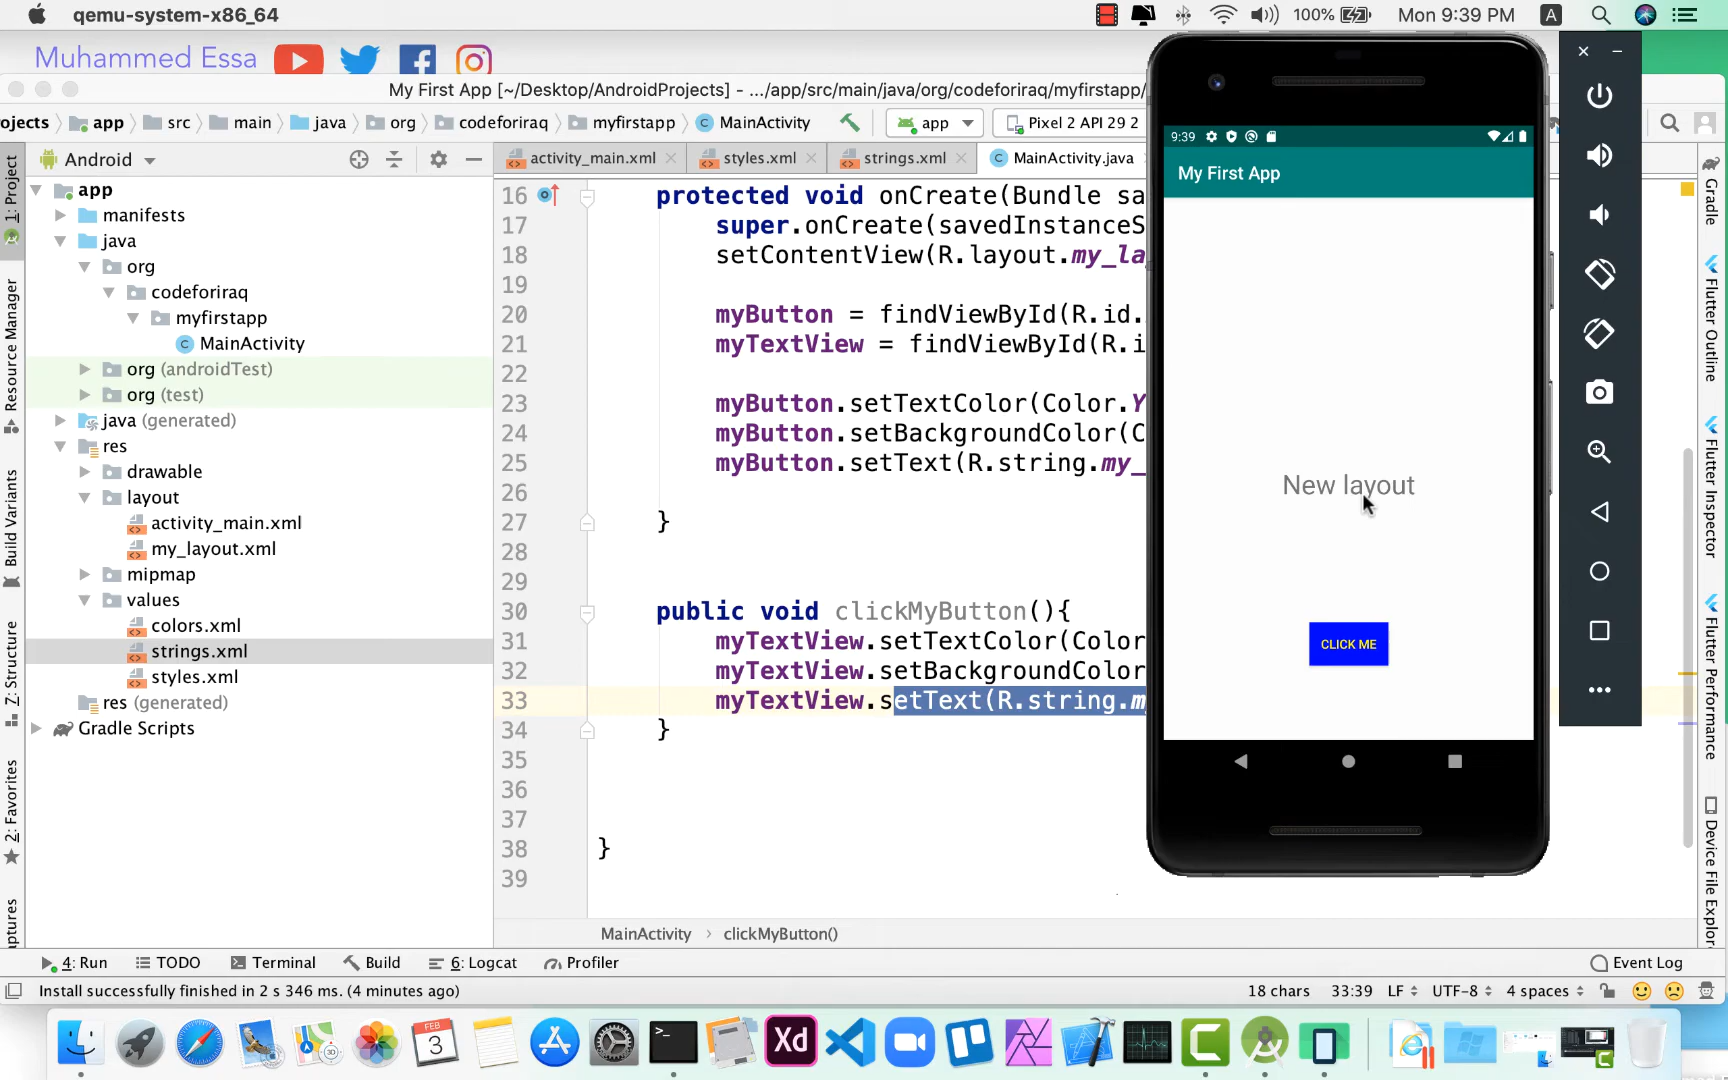 qemu-system-x86_64
100%
Mon 9:39 PM
A
Muhammed Essa
My First App [~/Desktop/AndroidProjects] - .../app/src/main/java/org/codeforiraq/myfirstapp/
ojects
app
src
main
java
org
codeforiraq
myfirstapp
MainActivity
app
Pixel 2 API 29 2
Android
activity_main.xml
styles.xml
strings.xml
MainActivity.java
1: Project
Resource Manager
Build Variants
7: Structure
2: Favorites
aptures
app
manifests
java
org
codeforiraq
myfirstapp
MainActivity
org (androidTest)
org (test)
java (generated)
res
drawable
layout
activity_main.xml
my_layout.xml
mipmap
values
colors.xml
strings.xml
styles.xml
res (generated)
Gradle Scripts
16 protected void onCreate(Bundle sa
17 super.onCreate(savedInstanceS
18 setContentView(R.layout.my_la
19
20 myButton = findViewById(R.id.
21 myTextView = findViewById(R.i
22
23 myButton.setTextColor(Color.Y
24 myButton.setBackgroundColor(C
25 myButton.setText(R.string.my_
26
27 }
28
29
30 public void clickMyButton(){
31 myTextView.setTextColor(Color
32 myTextView.setBackgroundColor
33 myTextView.setText(R.string.m
34 }
35
36
37
38 }
39
MainActivity › clickMyButton()
9:39
My First App
New layout
CLICK ME
Gradle
Flutter Outline
Flutter Inspector
Flutter Performance
Device File Explor
4: Run
TODO
Terminal
Build
6: Logcat
Profiler
Event Log
Install successfully finished in 2 s 346 ms. (4 minutes ago)
18 chars
33:39
LF
UTF-8
4 spaces
FEB
3
Xd